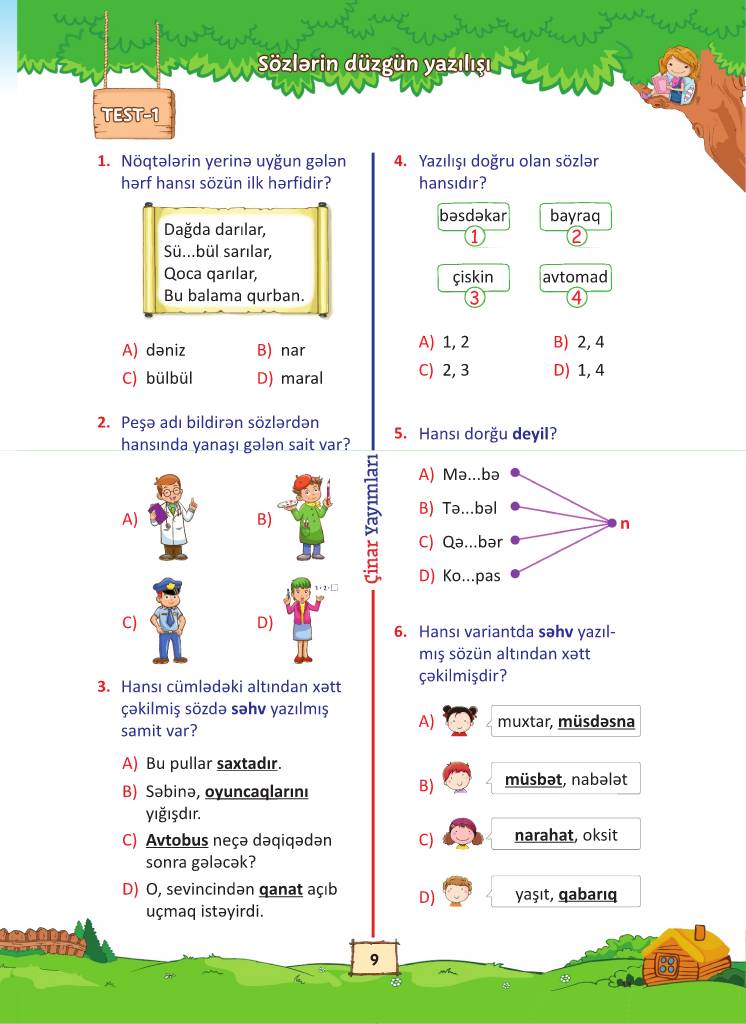 Sözlərin düzgün yazılışı
TEST-1
1. Nöqtələrin yerinə uyğun gələn
hərf hansı sözün ilk hərfidir?
Dağda darılar,
Sü...bül sarılar,
Qoca qarılar,
Bu balama qurban.
A) dəniz B) nar
C) bülbül D) maral
2. Peşə adı bildirən sözlərdən
hansında yanaşı gələn sait var?
A) B)
C) D) 1 + 2 =
3. Hansı cümlədəki altından xətt
çəkilmiş sözdə səhv yazılmış
samit var?
A) Bu pullar saxtadır.
B) Səbinə, oyuncaqlarını
yığışdır.
C) Avtobus neçə dəqiqədən
sonra gələcək?
D) O, sevincindən qanat açıb
uçmaq istəyirdi.
Çinar Yayımları
4. Yazılışı doğru olan sözlər
hansıdır?
bəsdəkar bayraq
1 2
çiskin avtomad
3 4
A) 1, 2 B) 2, 4
C) 2, 3 D) 1, 4
5. Hansı dorğu deyil?
A) Mə...bə
B) Tə...bəl
n
C) Qə...bər
D) Ko...pas
6. Hansı variantda səhv yazıl-
mış sözün altından xətt
çəkilmişdir?
A) muxtar, müsdəsna
B) müsbət, nabələt
C) narahat, oksit
D) yaşıt, qabarıq
9